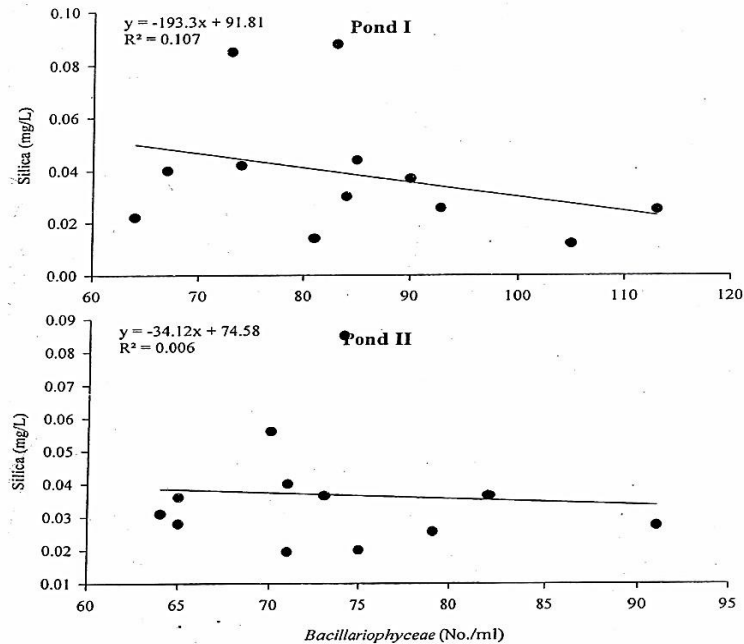 y = -193.3x + 91.81
R² = 0.107
Pond I
Silica (mg/L)
0.10
0.08
0.06
0.04
0.02
0.00
60 70 80 90 100 110 120
y = -34.12x + 74.58
R² = 0.006
Pond II
Silica (mg/L)
0.09
0.08
0.07
0.06
0.05
0.04
0.03
0.02
0.01
60 65 70 75 80 85 90 95
Bacillariophyceae (No./ml)